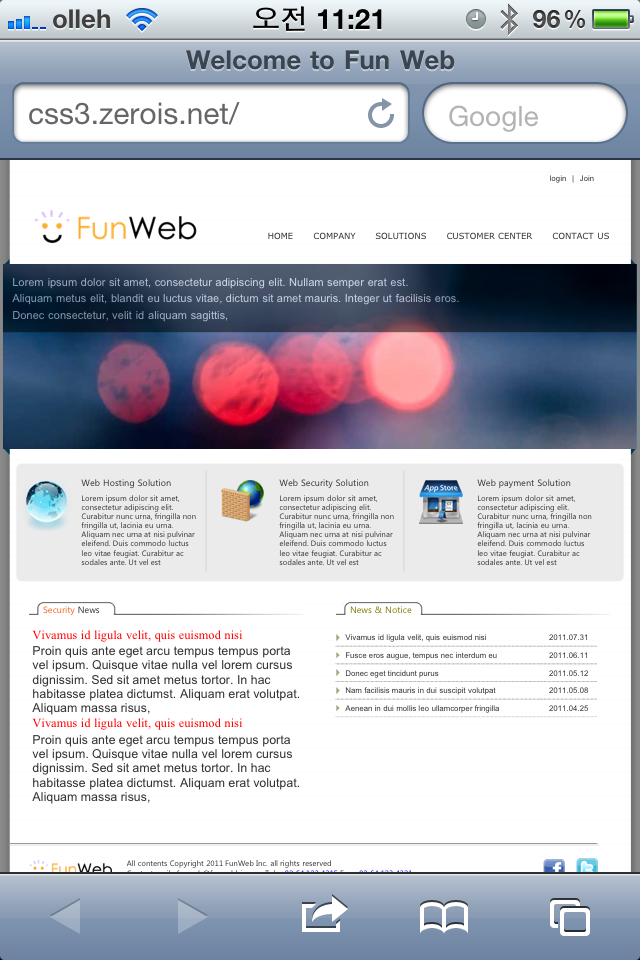 olleh 오전 11:21 96%
Welcome to Fun Web
css3.zerois.net/ Google
login | Join
FunWeb HOME COMPANY SOLUTIONS CUSTOMER CENTER CONTACT US
Lorem ipsum dolor sit amet, consectetur adipiscing elit. Nullam semper erat est.
Aliquam metus elit, blandit eu luctus vitae, dictum sit amet mauris. Integer ut facilisis eros.
Donec consectetur, velit id aliquam sagittis,
Web Hosting Solution
Lorem ipsum dolor sit amet,
consectetur adipiscing elit.
Curabitur nunc urna, fringilla non
fringilla ut, lacinia eu urna.
Aliquam nec urna at nisi pulvinar
eleifend. Duis commodo luctus
leo vitae feugiat. Curabitur ac
sodales ante. Ut vel est
Web Security Solution
Lorem ipsum dolor sit amet,
consectetur adipiscing elit.
Curabitur nunc urna, fringilla non
fringilla ut, lacinia eu urna.
Aliquam nec urna at nisi pulvinar
eleifend. Duis commodo luctus
leo vitae feugiat. Curabitur ac
sodales ante. Ut vel est
App Store
Web payment Solution
Lorem ipsum dolor sit amet,
consectetur adipiscing elit.
Curabitur nunc urna, fringilla non
fringilla ut, lacinia eu urna.
Aliquam nec urna at nisi pulvinar
eleifend. Duis commodo luctus
leo vitae feugiat. Curabitur ac
sodales ante. Ut vel est
Security News
Vivamus id ligula velit, quis euismod nisi
Proin quis ante eget arcu tempus tempus porta
vel ipsum. Quisque vitae nulla vel lorem cursus
dignissim. Sed sit amet metus tortor. In hac
habitasse platea dictumst. Aliquam erat volutpat.
Aliquam massa risus,
Vivamus id ligula velit, quis euismod nisi
Proin quis ante eget arcu tempus tempus porta
vel ipsum. Quisque vitae nulla vel lorem cursus
dignissim. Sed sit amet metus tortor. In hac
habitasse platea dictumst. Aliquam erat volutpat.
Aliquam massa risus,
News & Notice
Vivamus id ligula velit, quis euismod nisi 2011.07.31
Fusce eros augue, tempus nec interdum eu 2011.06.11
Donec eget tincidunt purus 2011.05.12
Nam facilisis mauris in dui suscipit volutpat 2011.05.08
Aenean in dui mollis leo ullamcorper fringilla 2011.04.25
FunWeb All contents Copyright 2011 FunWeb Inc. all rights reserved